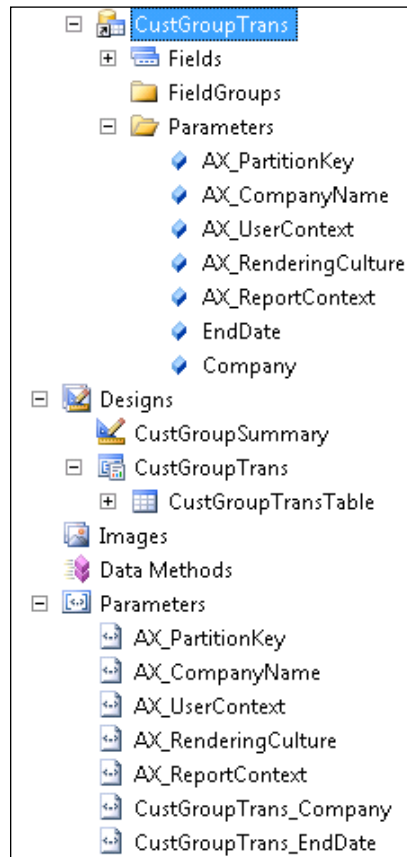 CustGroupTrans
Fields
FieldGroups
Parameters
AX_PartitionKey
AX_CompanyName
AX_UserContext
AX_RenderingCulture
AX_ReportContext
EndDate
Company
Designs
CustGroupSummary
CustGroupTrans
CustGroupTransTable
Images
Data Methods
Parameters
AX_PartitionKey
AX_CompanyName
AX_UserContext
AX_RenderingCulture
AX_ReportContext
CustGroupTrans_Company
CustGroupTrans_EndDate